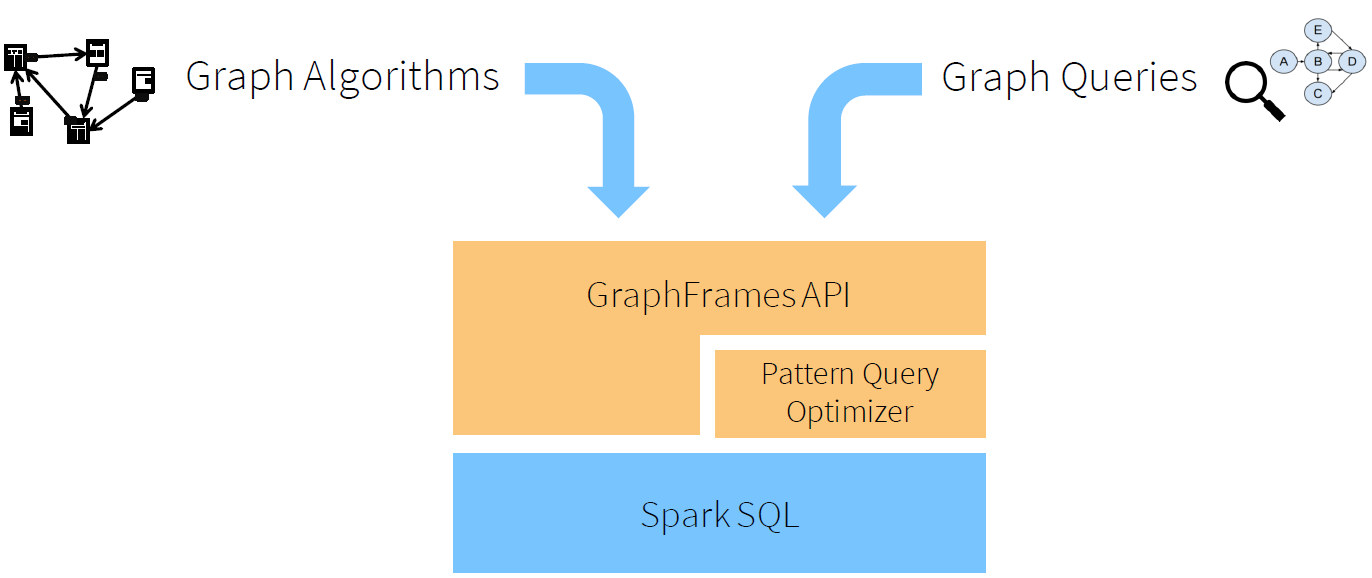 Graph Algorithms
Graph Queries
E
A
B
D
C
GraphFrames API
Pattern Query
Optimizer
Spark SQL